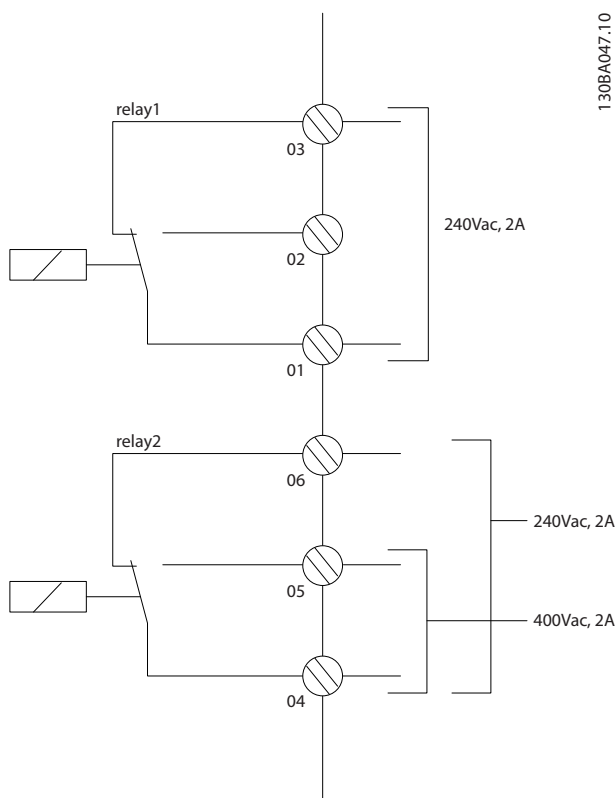 130BA047.10
relay1
03
240Vac, 2A
02
01
relay2
06
240Vac, 2A
05
400Vac, 2A
04